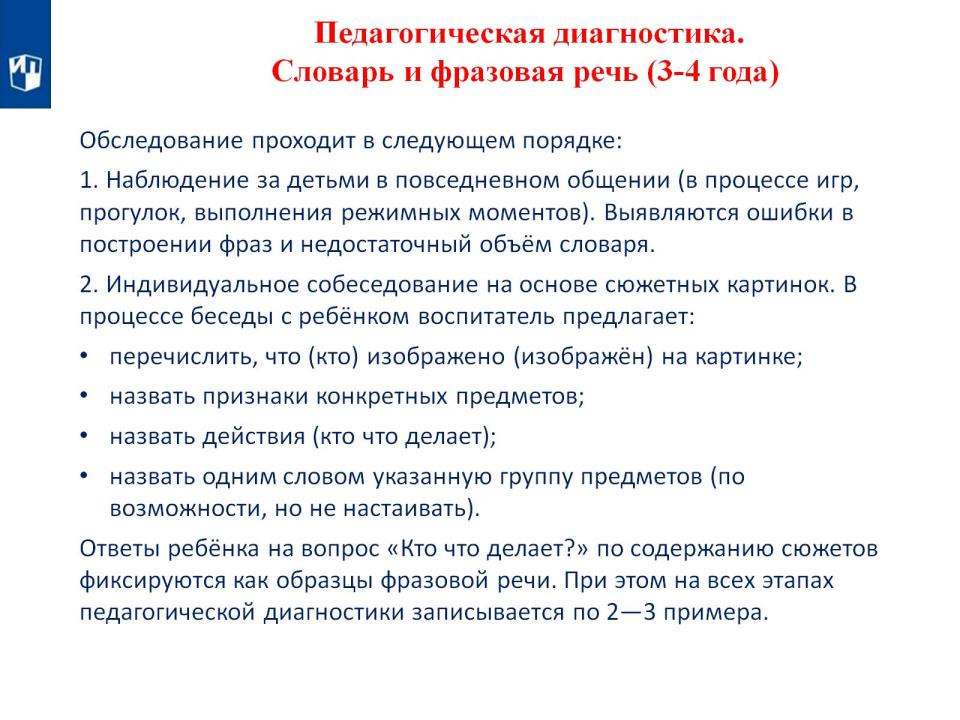 Педагогическая диагностика.
Словарь и фразовая речь (3-4 года)
Обследование проходит в следующем порядке:
1. Наблюдение за детьми в повседневном общении (в процессе игр,
прогулок, выполнения режимных моментов). Выявляются ошибки в
построении фраз и недостаточный объём словаря.
2. Индивидуальное собеседование на основе сюжетных картинок. В
процессе беседы с ребёнком воспитатель предлагает:
• перечислить, что (кто) изображено (изображён) на картинке;
• назвать признаки конкретных предметов;
• назвать действия (кто что делает);
• назвать одним словом указанную группу предметов (по
возможности, но не настаивать).
Ответы ребёнка на вопрос «Кто что делает?» по содержанию сюжетов
фиксируются как образцы фразовой речи. При этом на всех этапах
педагогической диагностики записывается по 2—3 примера.